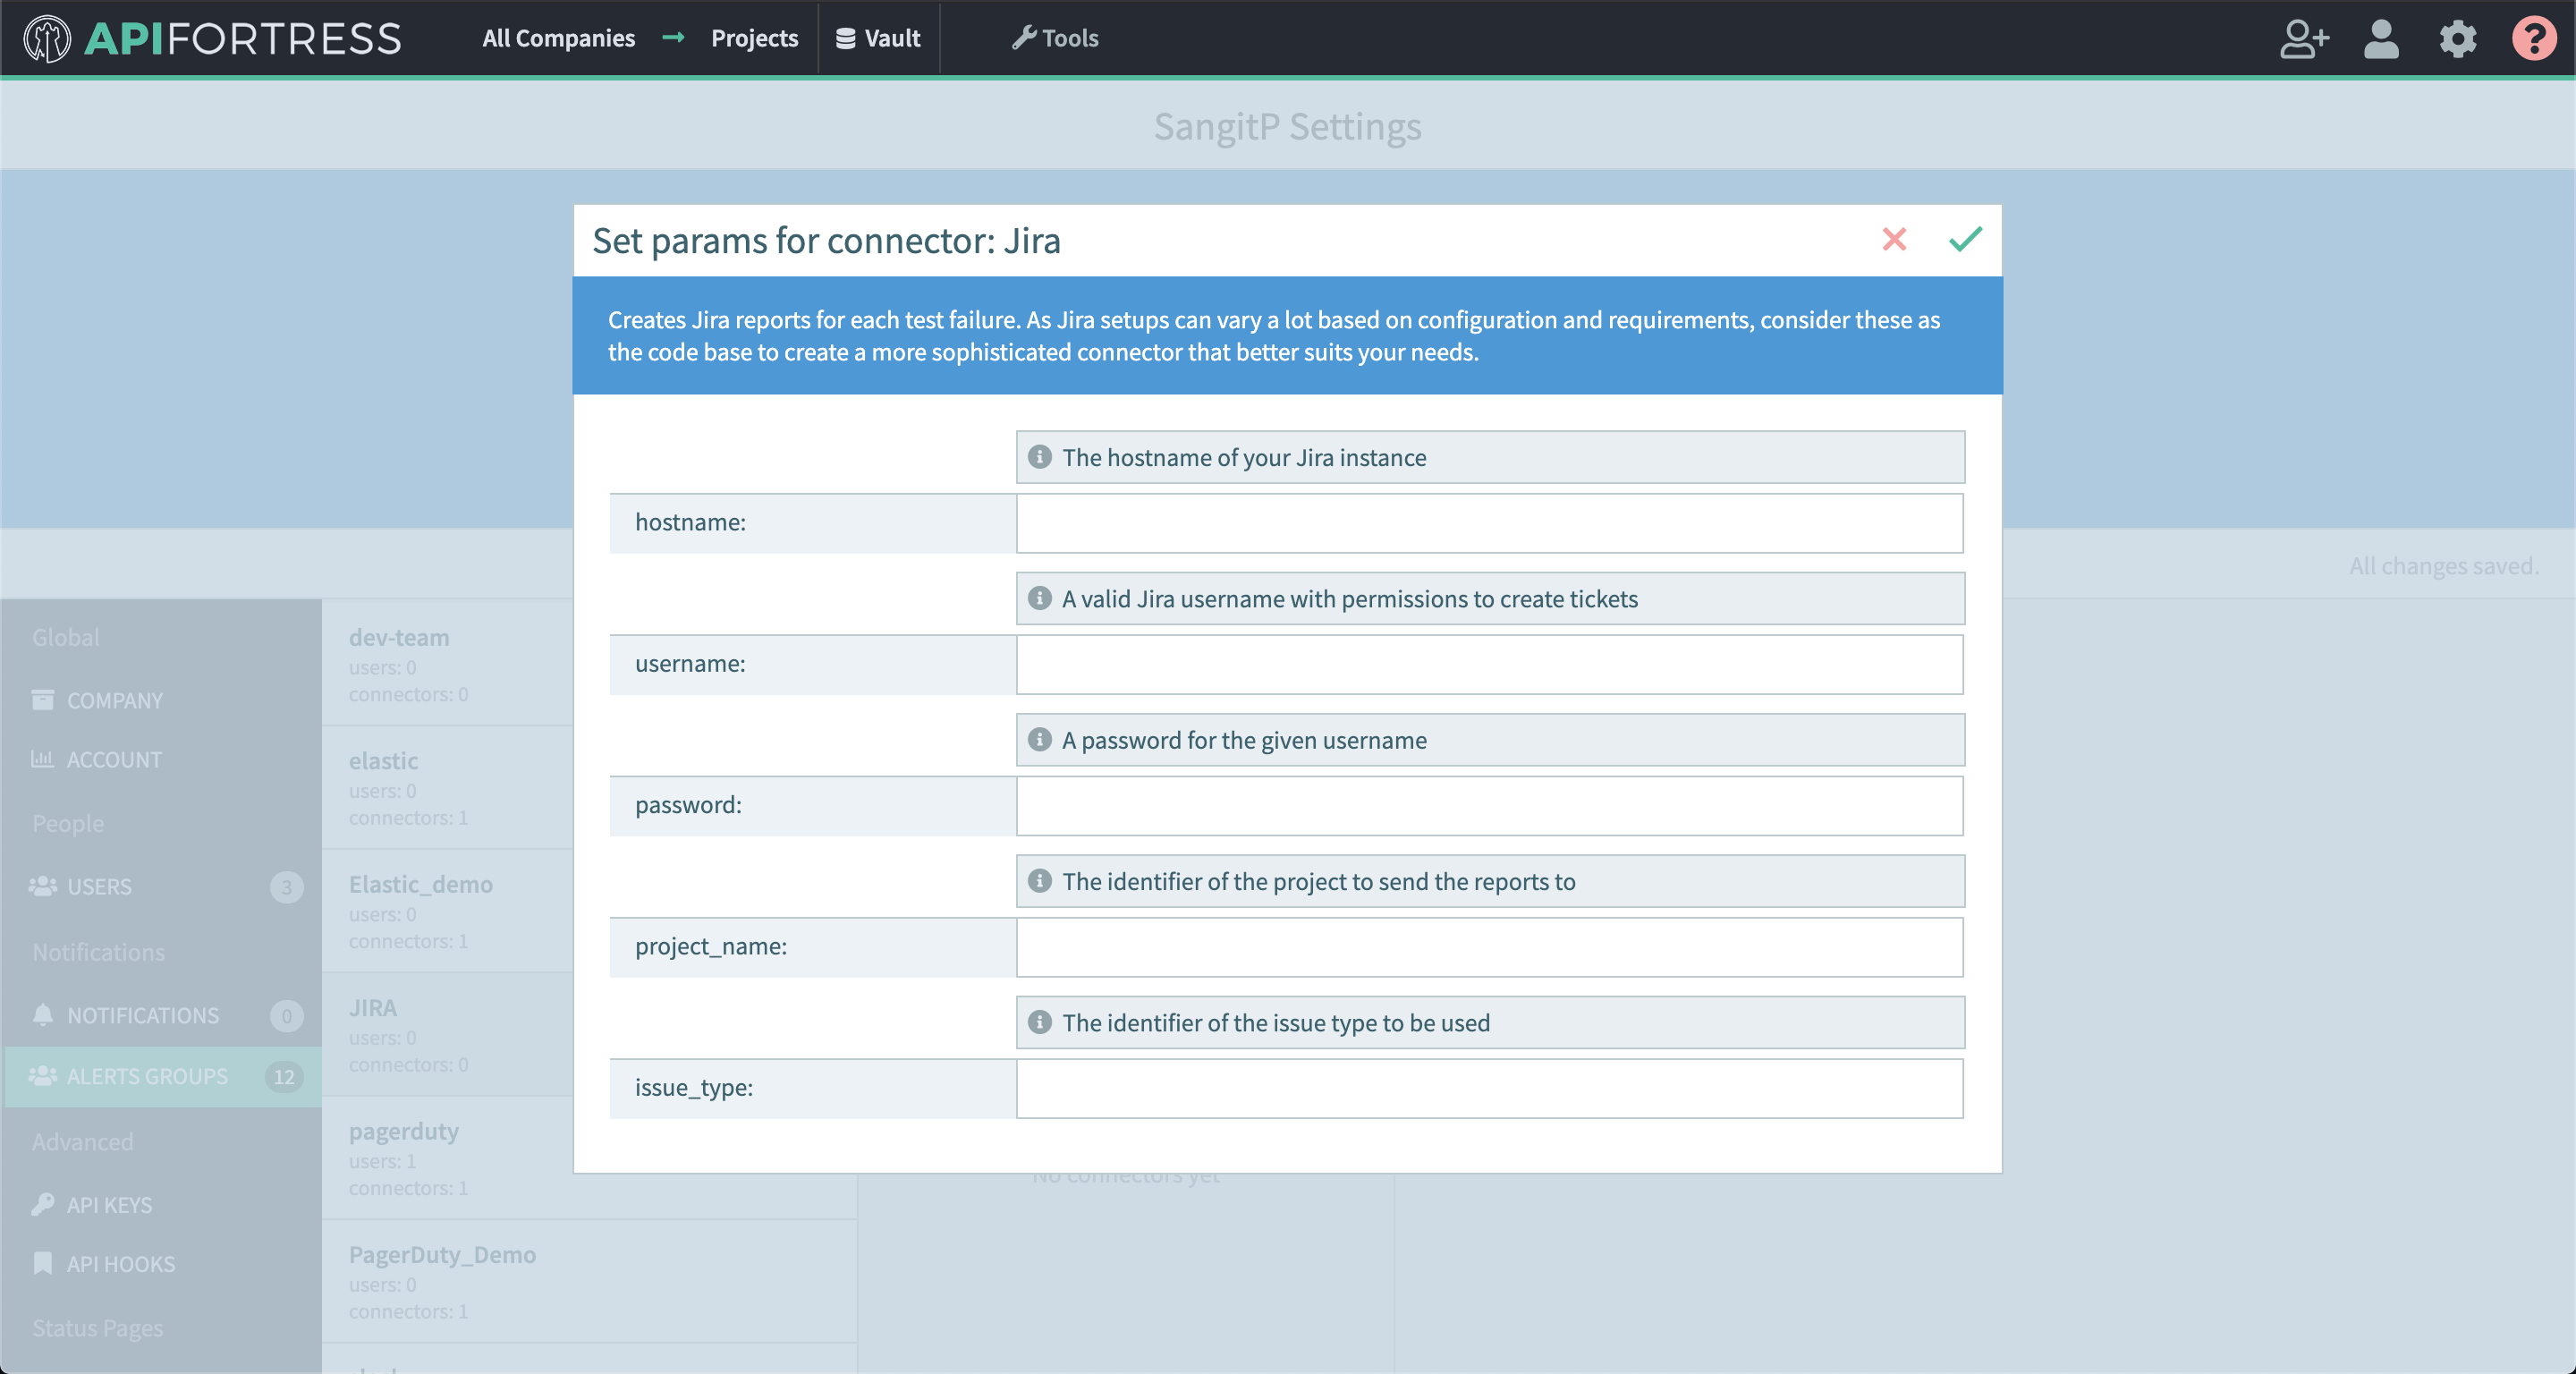 APIFORTRESS
All Companies → Projects
Vault
Tools
SangitP Settings
Set params for connector: Jira
Creates Jira reports for each test failure. As Jira setups can vary a lot based on configuration and requirements, consider these as
the code base to create a more sophisticated connector that better suits your needs.
The hostname of your Jira instance
hostname:
A valid Jira username with permissions to create tickets
username:
A password for the given username
password:
The identifier of the project to send the reports to
project_name:
The identifier of the issue type to be used
issue_type:
All changes saved.
Global
COMPANY
ACCOUNT
People
USERS 3
Notifications
NOTIFICATIONS 0
ALERTS GROUPS 12
Advanced
API KEYS
API HOOKS
Status Pages
dev-team
users: 0
connectors: 0
elastic
users: 0
connectors: 1
Elastic_demo
users: 0
connectors: 1
JIRA
users: 0
connectors: 0
pagerduty
users: 1
connectors: 1
PagerDuty_Demo
users: 0
connectors: 1
No connectors yet